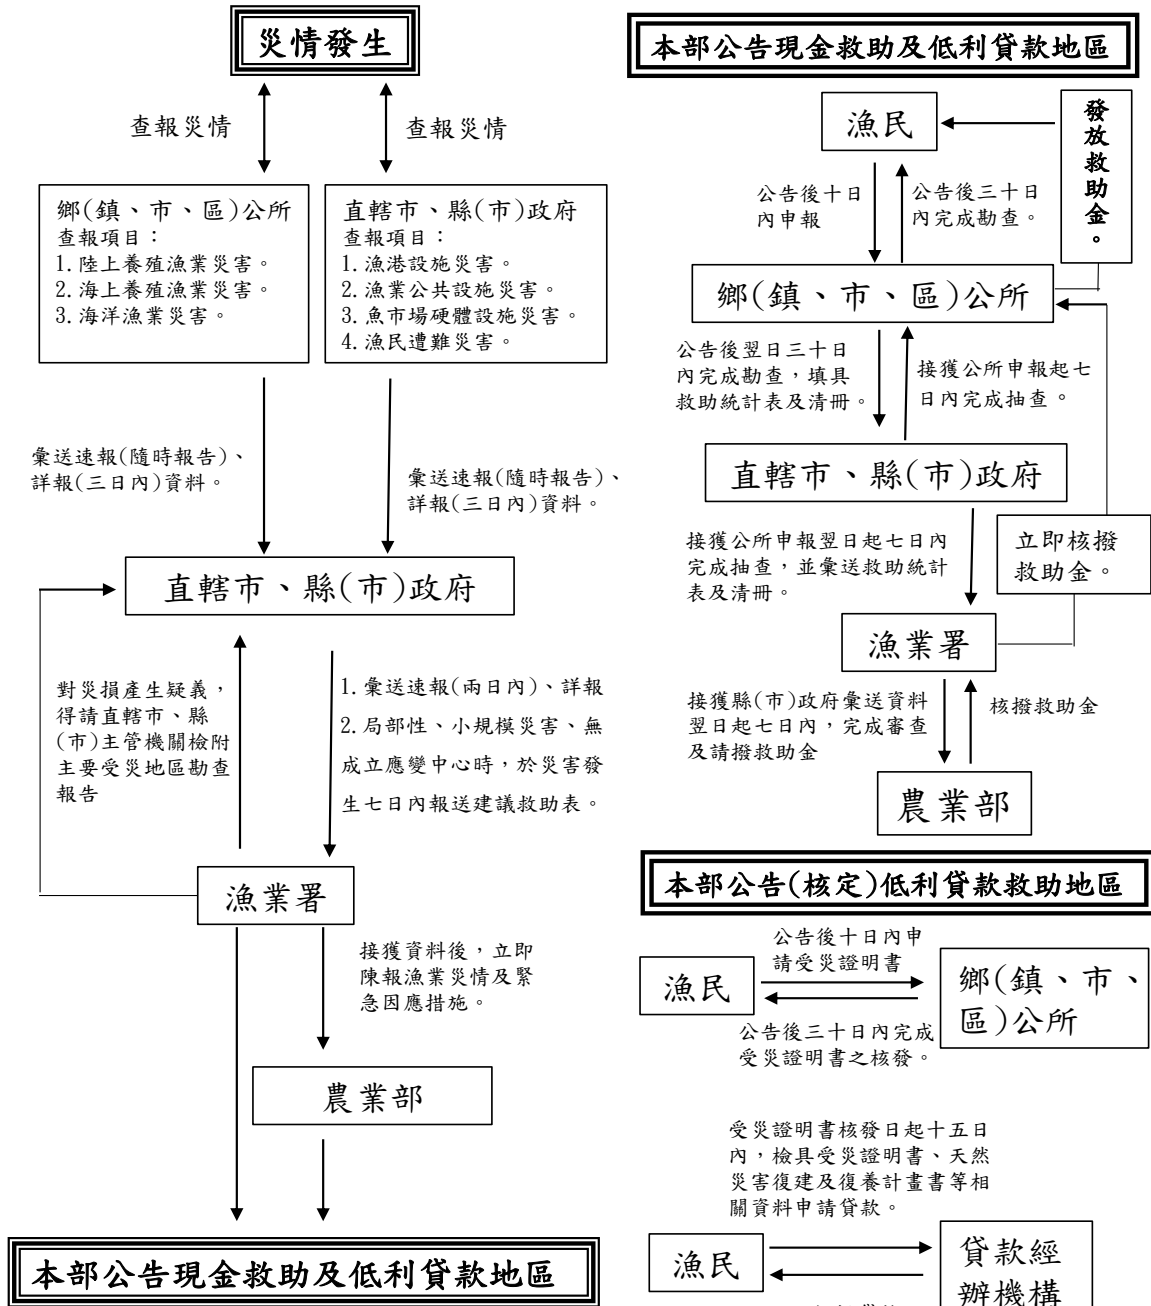 災情發生
查報災情
查報災情
鄉(鎮、市、區)公所
查報項目：
1.陸上養殖漁業災害。
2.海上養殖漁業災害。
3.海洋漁業災害。
直轄市、縣(市)政府
查報項目：
1.漁港設施災害。
2.漁業公共設施災害。
3.魚市場硬體設施災害。
4.漁民遭難災害。
彙送速報(隨時報告)、
詳報(三日內)資料。
彙送速報(隨時報告)、
詳報(三日內)資料。
直轄市、縣(市)政府
對災損產生疑義，
得請直轄市、縣
(市)主管機關檢附
主要受災地區勘查
報告
1.彙送速報(兩日內)、詳報
2.局部性、小規模災害、無
成立應變中心時，於災害發
生七日內報送建議救助表。
漁業署
接獲資料後，立即
陳報漁業災情及緊
急因應措施。
農業部
本部公告現金救助及低利貸款地區
本部公告現金救助及低利貸款地區
漁民
發放救助金。
公告後十日
內申報
公告後三十日
內完成勘查。
鄉(鎮、市、區)公所
公告後翌日三十日
內完成勘查，填具
救助統計表及清冊。
接獲公所申報起七
日內完成抽查。
直轄市、縣(市)政府
接獲公所申報翌日起七日內
完成抽查，並彙送救助統計
表及清冊。
立即核撥
救助金。
漁業署
接獲縣(市)政府彙送資料
翌日起七日內，完成審查
及請撥救助金
核撥救助金
農業部
本部公告(核定)低利貸款救助地區
公告後十日內申
請受災證明書
漁民
鄉(鎮、市、
區)公所
公告後三十日內完成
受災證明書之核發。
受災證明書核發日起十五日
內，檢具受災證明書、天然
災害復建及復養計畫書等相
關資料申請貸款。
漁民
貸款經
辦機構